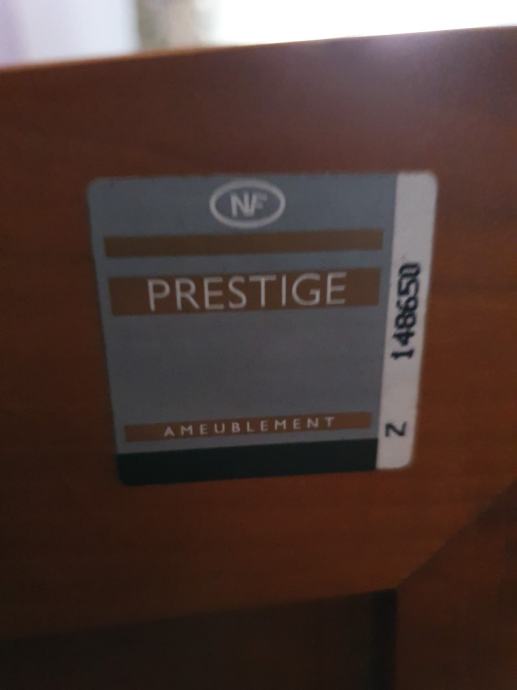 NF
PRESTIGE
AMEUBLEMENT
Z 148650